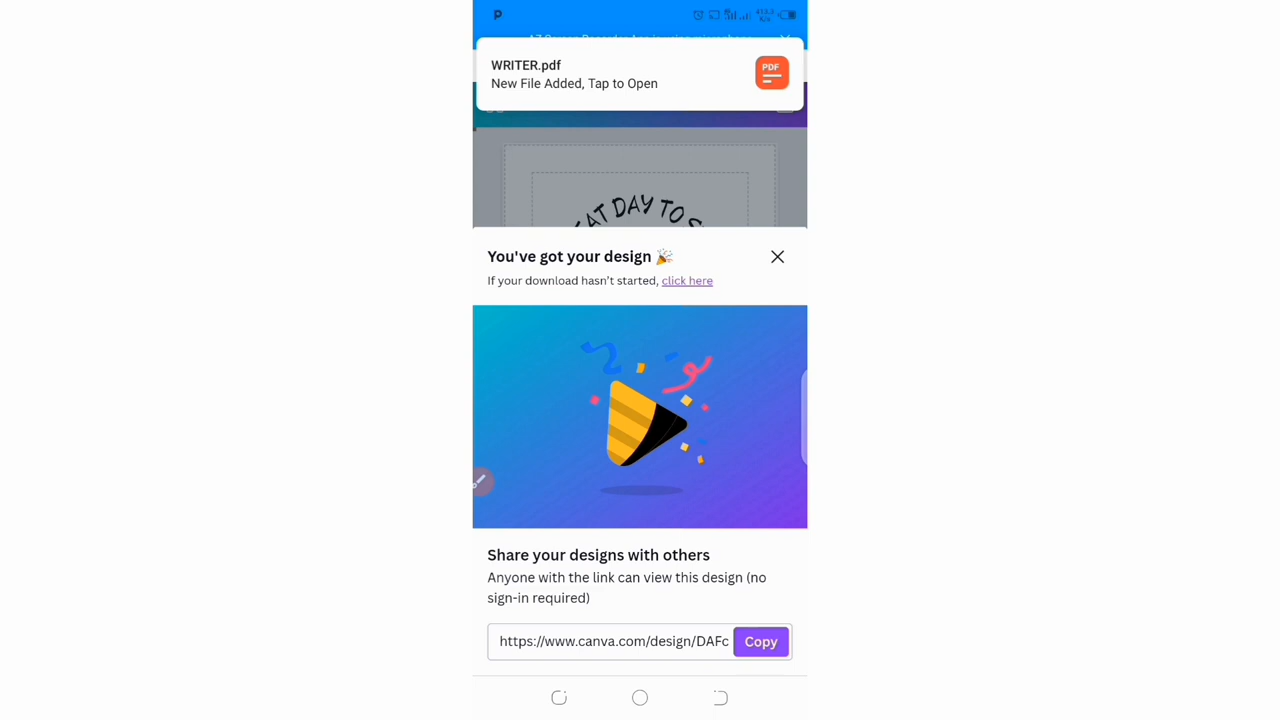 WRITER.pdf
New File Added, Tap to Open
PDF
EAT DAY TO S
You've got your design 🎉
If your download hasn't started, click here
Share your designs with others
Anyone with the link can view this design (no
sign-in required)
https://www.canva.com/design/DAFc
Copy